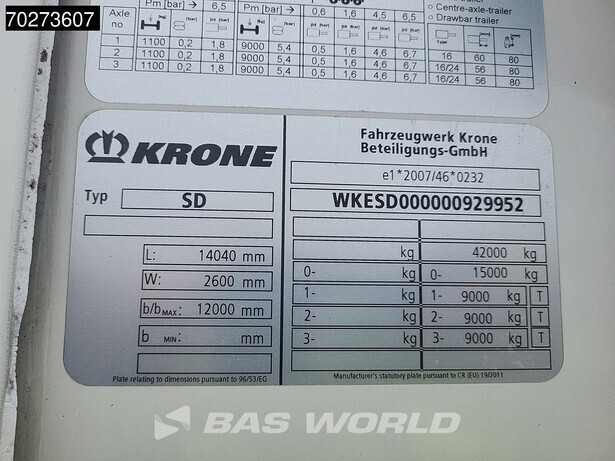 70273607
Axle no
Pm [bar] > 6,5
Pm [bar] > 0,6 1,6 4,5 6,5
Centre-axle-trailer
Drawbar trailer
1 1100 0,2 1,8 9000 5,4 0,5 1,6 4,6 6,7 16 60 80
2 1100 0,2 1,8 9000 5,4 0,5 1,6 4,6 6,7 16/24 56 80
3 1100 0,2 1,8 9000 5,4 0,5 1,6 4,6 6,7 16/24 56 80
KRONE
Typ SD
L: 14040 mm
W: 2600 mm
b/b MAX: 12000 mm
b MIN: mm
Plate relating to dimensions pursuant to 96/53/EG
Fahrzeugwerk Krone
Beteiligungs-GmbH
e1*2007/46*0232
WKESD000000929952
kg 42000 kg
0- kg 0- 15000 kg
1- kg 1- 9000 kg T
2- kg 2- 9000 kg T
3- kg 3- 9000 kg T
Manufacturer's statutory plate pursuant to CR (EU) 19/2011
BAS WORLD